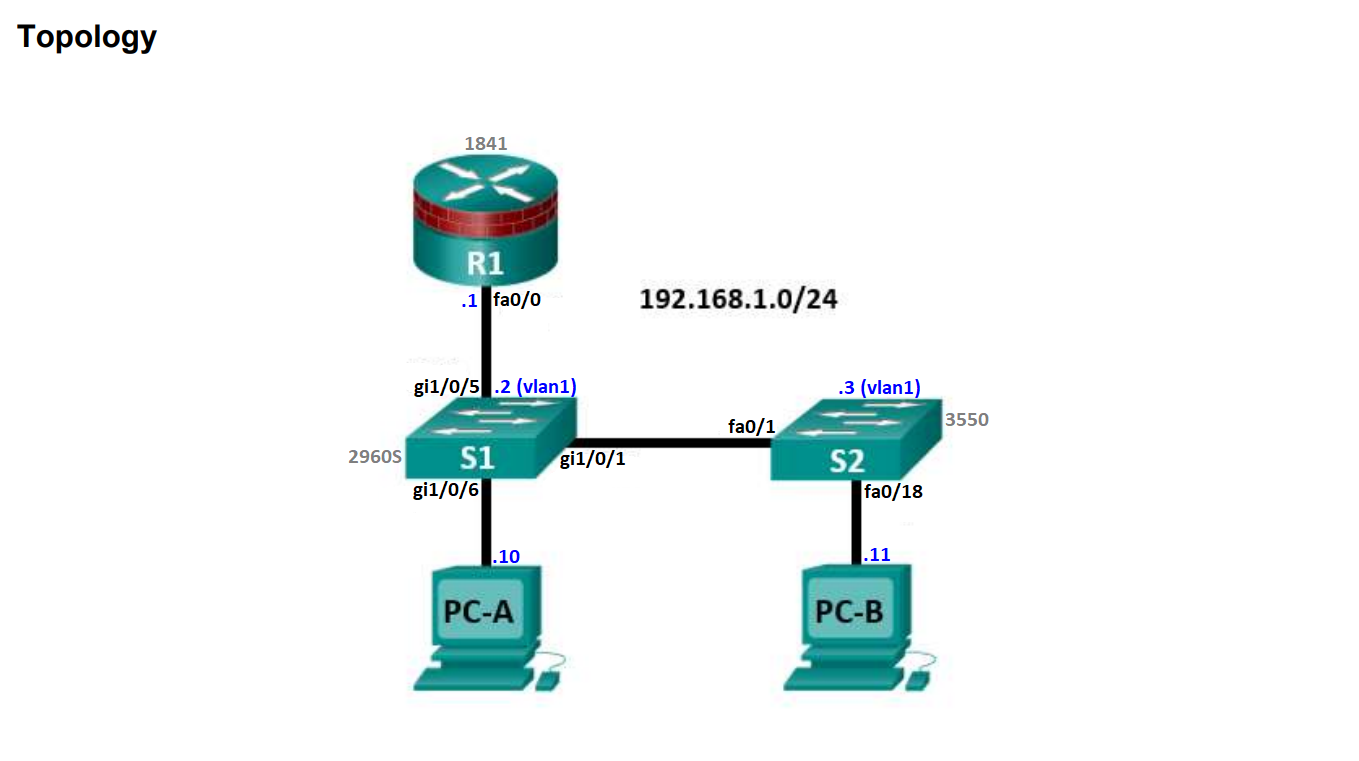 Topology
1841
R1
.1 fa0/0
192.168.1.0/24
gi1/0/5 .2 (vlan1)
.3 (vlan1)
fa0/1
3550
2960S
S1
gi1/0/1
S2
gi1/0/6
fa0/18
.10
.11
PC-A
PC-B